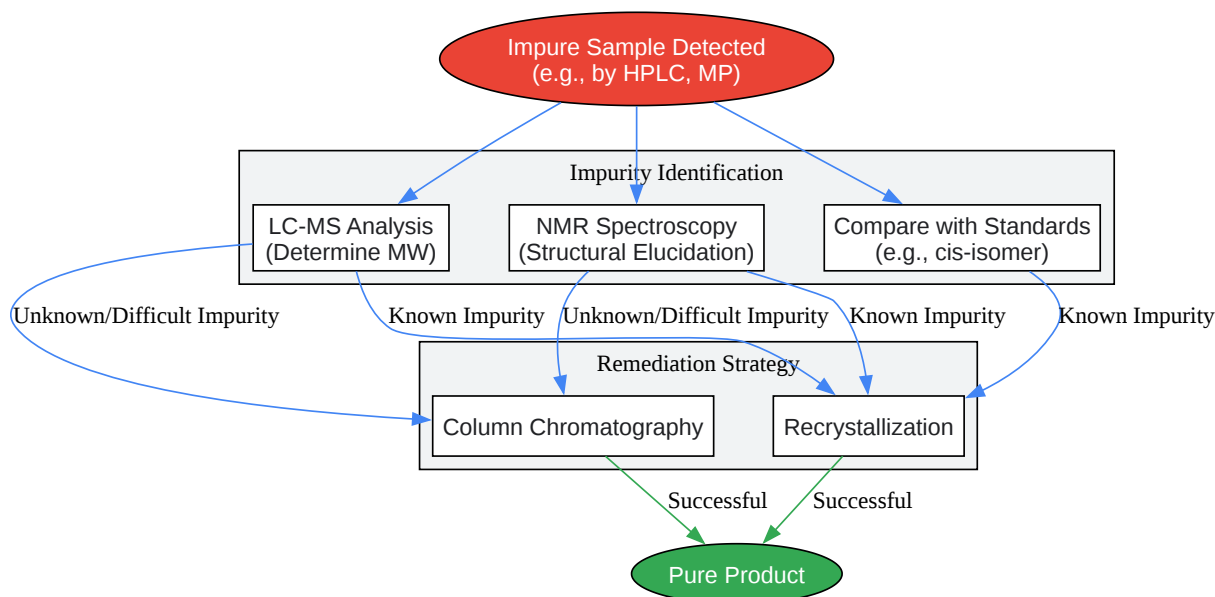 Impure Sample Detected
(e.g., by HPLC, MP)
Impurity Identification
LC-MS Analysis
(Determine MW)
NMR Spectroscopy
(Structural Elucidation)
Compare with Standards
(e.g., cis-isomer)
Unknown/Difficult Impurity
Known Impurity
Unknown/Difficult Impurity
Known Impurity
Known Impurity
Remediation Strategy
Column Chromatography
Recrystallization
Successful
Successful
Pure Product